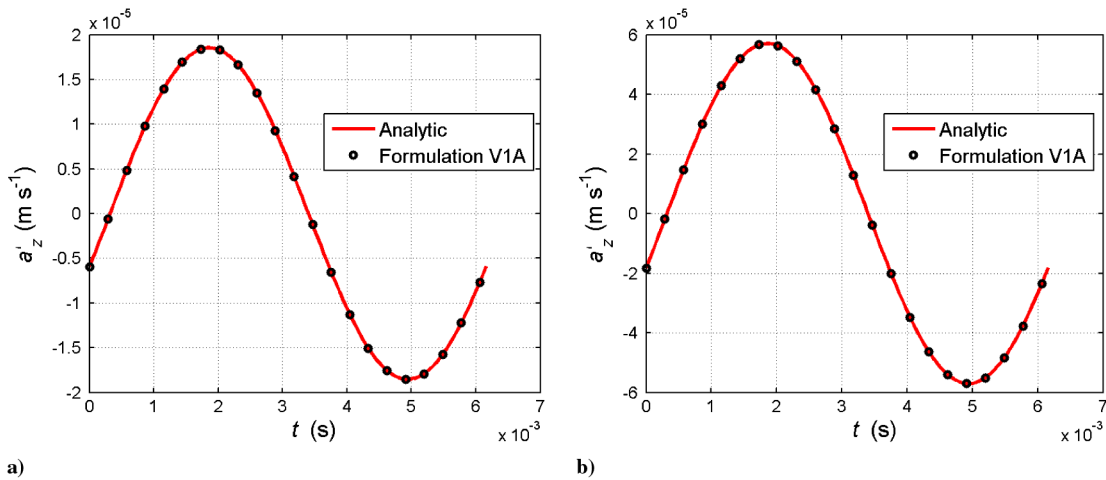 x 10⁻⁵
2
1.5
1
0.5
0
-0.5
-1
-1.5
-2
a'z (m s⁻¹)
Analytic
Formulation V1A
0 1 2 3 4 5 6 7
t (s)
x 10⁻³
a)
x 10⁻⁵
6
4
2
0
-2
-4
-6
a'z (m s⁻¹)
Analytic
Formulation V1A
0 1 2 3 4 5 6 7
t (s)
x 10⁻³
b)